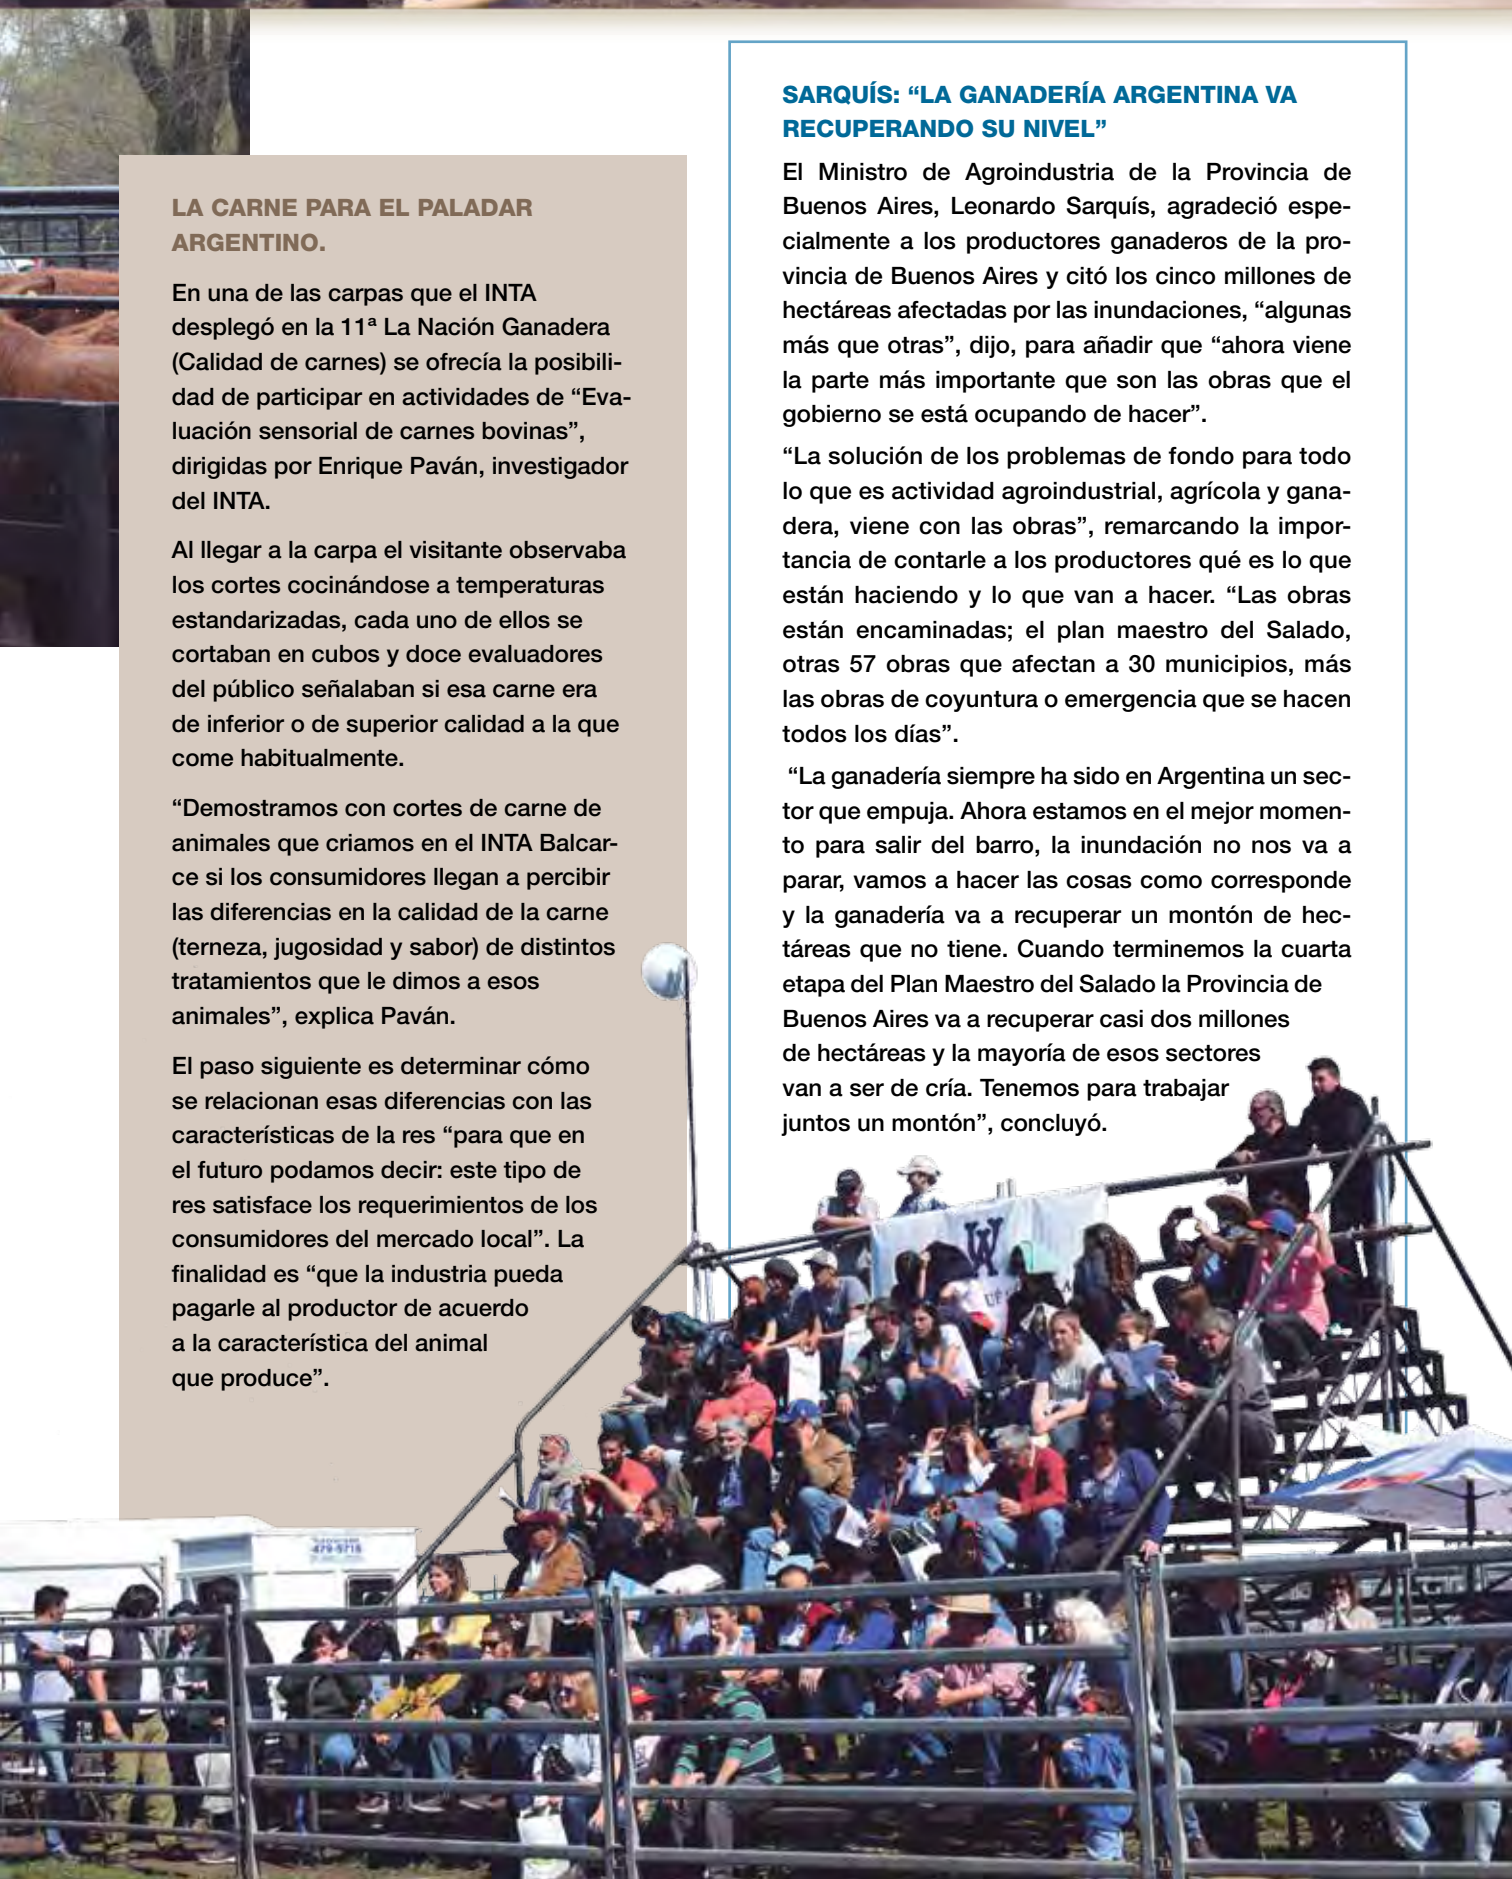 LA CARNE PARA EL PALADAR
ARGENTINO.
En una de las carpas que el INTA
desplegó en la 11ª La Nación Ganadera
(Calidad de carnes) se ofrecía la posibili-
dad de participar en actividades de “Eva-
luación sensorial de carnes bovinas”,
dirigidas por Enrique Paván, investigador
del INTA.
Al llegar a la carpa el visitante observaba
los cortes cocinándose a temperaturas
estandarizadas, cada uno de ellos se
cortaban en cubos y doce evaluadores
del público señalaban si esa carne era
de inferior o de superior calidad a la que
come habitualmente.
“Demostramos con cortes de carne de
animales que criamos en el INTA Balcar-
ce si los consumidores llegan a percibir
las diferencias en la calidad de la carne
(terneza, jugosidad y sabor) de distintos
tratamientos que le dimos a esos
animales”, explica Paván.
El paso siguiente es determinar cómo
se relacionan esas diferencias con las
características de la res “para que en
el futuro podamos decir: este tipo de
res satisface los requerimientos de los
consumidores del mercado local”. La
finalidad es “que la industria pueda
pagarle al productor de acuerdo
a la característica del animal
que produce”.
SARQUÍS: “LA GANADERÍA ARGENTINA VA
RECUPERANDO SU NIVEL”
El Ministro de Agroindustria de la Provincia de
Buenos Aires, Leonardo Sarquís, agradeció espe-
cialmente a los productores ganaderos de la pro-
vincia de Buenos Aires y citó los cinco millones de
hectáreas afectadas por las inundaciones, “algunas
más que otras”, dijo, para añadir que “ahora viene
la parte más importante que son las obras que el
gobierno se está ocupando de hacer”.
“La solución de los problemas de fondo para todo
lo que es actividad agroindustrial, agrícola y gana-
dera, viene con las obras”, remarcando la impor-
tancia de contarle a los productores qué es lo que
están haciendo y lo que van a hacer. “Las obras
están encaminadas; el plan maestro del Salado,
otras 57 obras que afectan a 30 municipios, más
las obras de coyuntura o emergencia que se hacen
todos los días”.
“La ganadería siempre ha sido en Argentina un sec-
tor que empuja. Ahora estamos en el mejor momen-
to para salir del barro, la inundación no nos va a
parar, vamos a hacer las cosas como corresponde
y la ganadería va a recuperar un montón de hec-
táreas que no tiene. Cuando terminemos la cuarta
etapa del Plan Maestro del Salado la Provincia de
Buenos Aires va a recuperar casi dos millones
de hectáreas y la mayoría de esos sectores
van a ser de cría. Tenemos para trabajar
juntos un montón”, concluyó.
W
479-5715